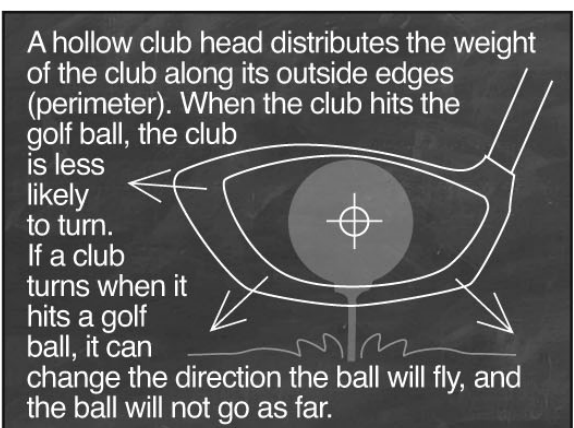 A hollow club head distributes the weight
of the club along its outside edges
(perimeter). When the club hits the
golf ball, the club
is less
likely
to turn.
If a club
turns when it
hits a golf
ball, it can
change the direction the ball will fly, and
the ball will not go as far.